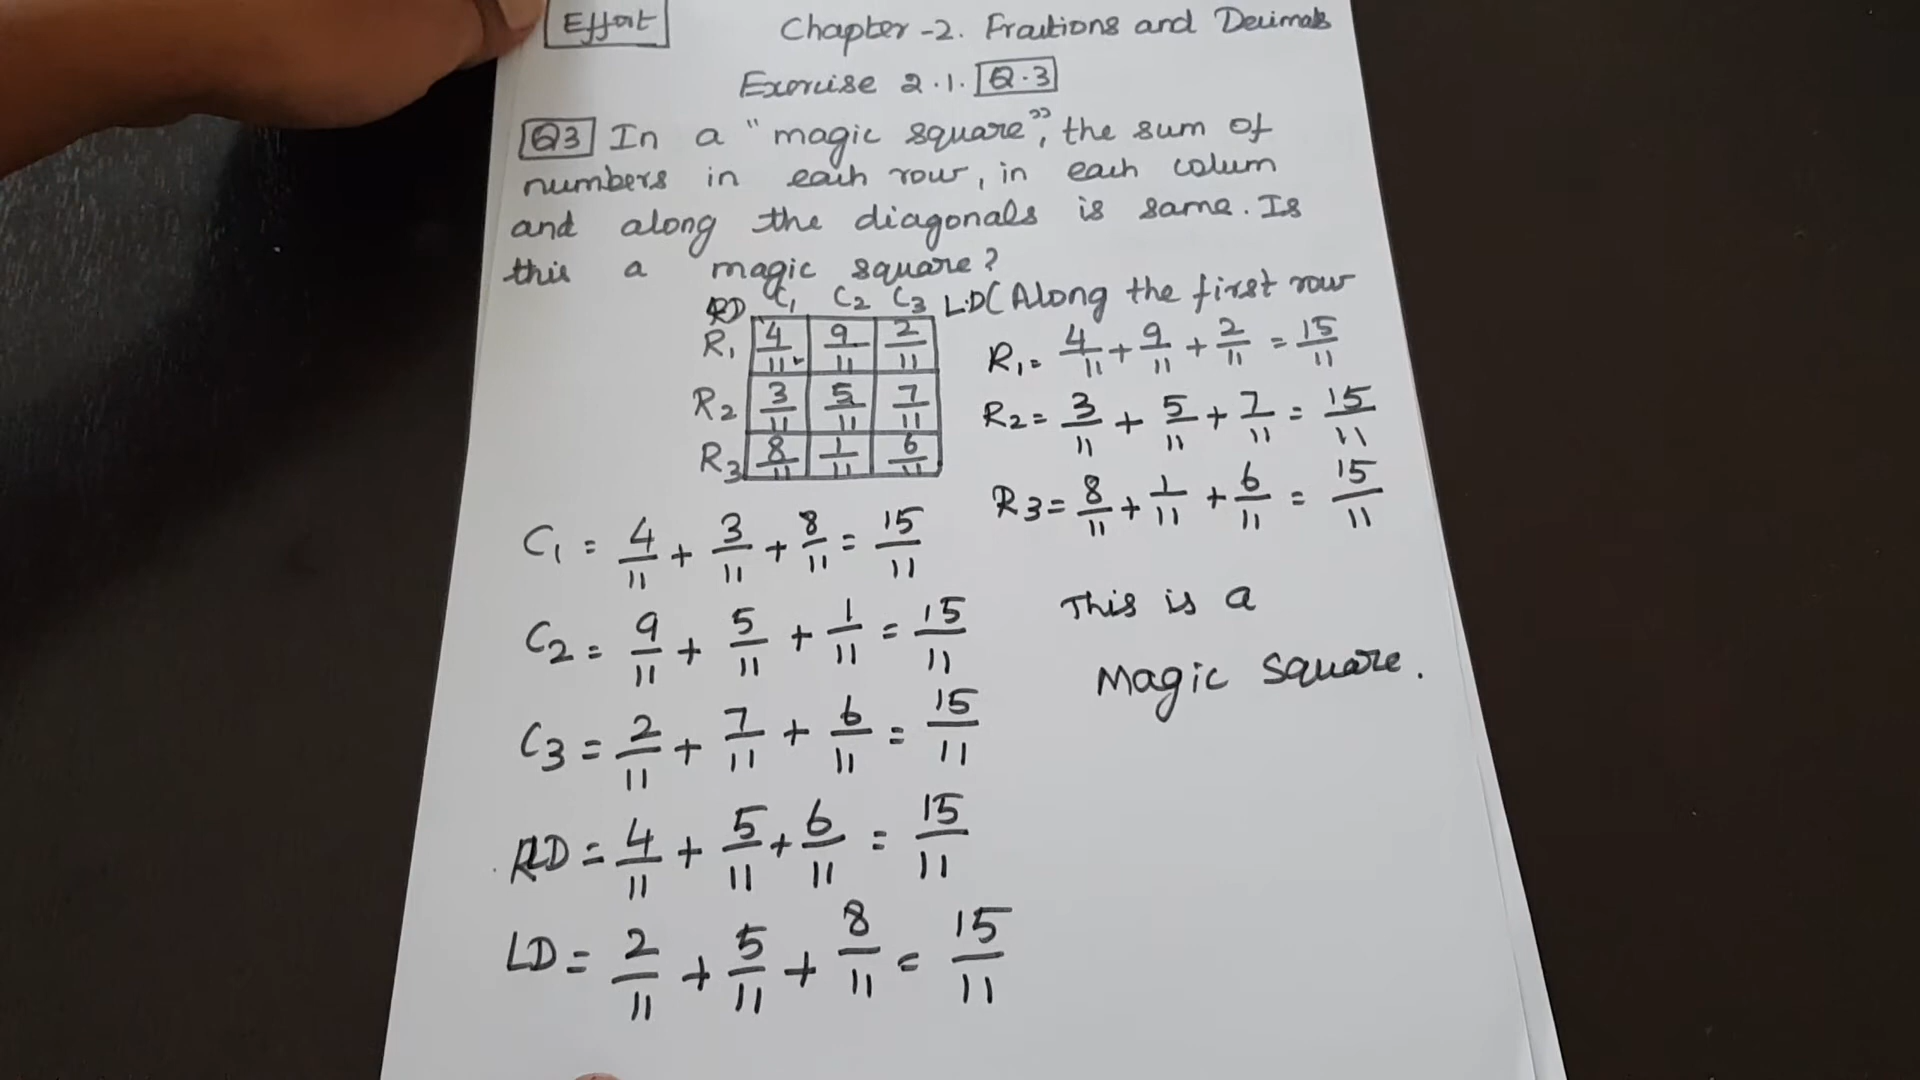 Effort
Chapter-2. Fractions and Decimals
Exercise 2.1. Q.3
Q3 In a "magic square", the sum of
numbers in each row, in each colum
and along the diagonals is same. Is
this a magic square?
RD C₁ C₂ C₃ LD (Along the first row
R₁ 4/11 9/11 2/11
R₂ 3/11 5/11 7/11
R₃ 8/11 1/11 6/11
R₁ = 4/11 + 9/11 + 2/11 = 15/11
R₂ = 3/11 + 5/11 + 7/11 = 15/11
R₃ = 8/11 + 1/11 + 6/11 = 15/11
C₁ = 4/11 + 3/11 + 8/11 = 15/11
C₂ = 9/11 + 5/11 + 1/11 = 15/11
C₃ = 2/11 + 7/11 + 6/11 = 15/11
RD = 4/11 + 5/11 + 6/11 = 15/11
LD = 2/11 + 5/11 + 8/11 = 15/11
This is a
Magic Square.